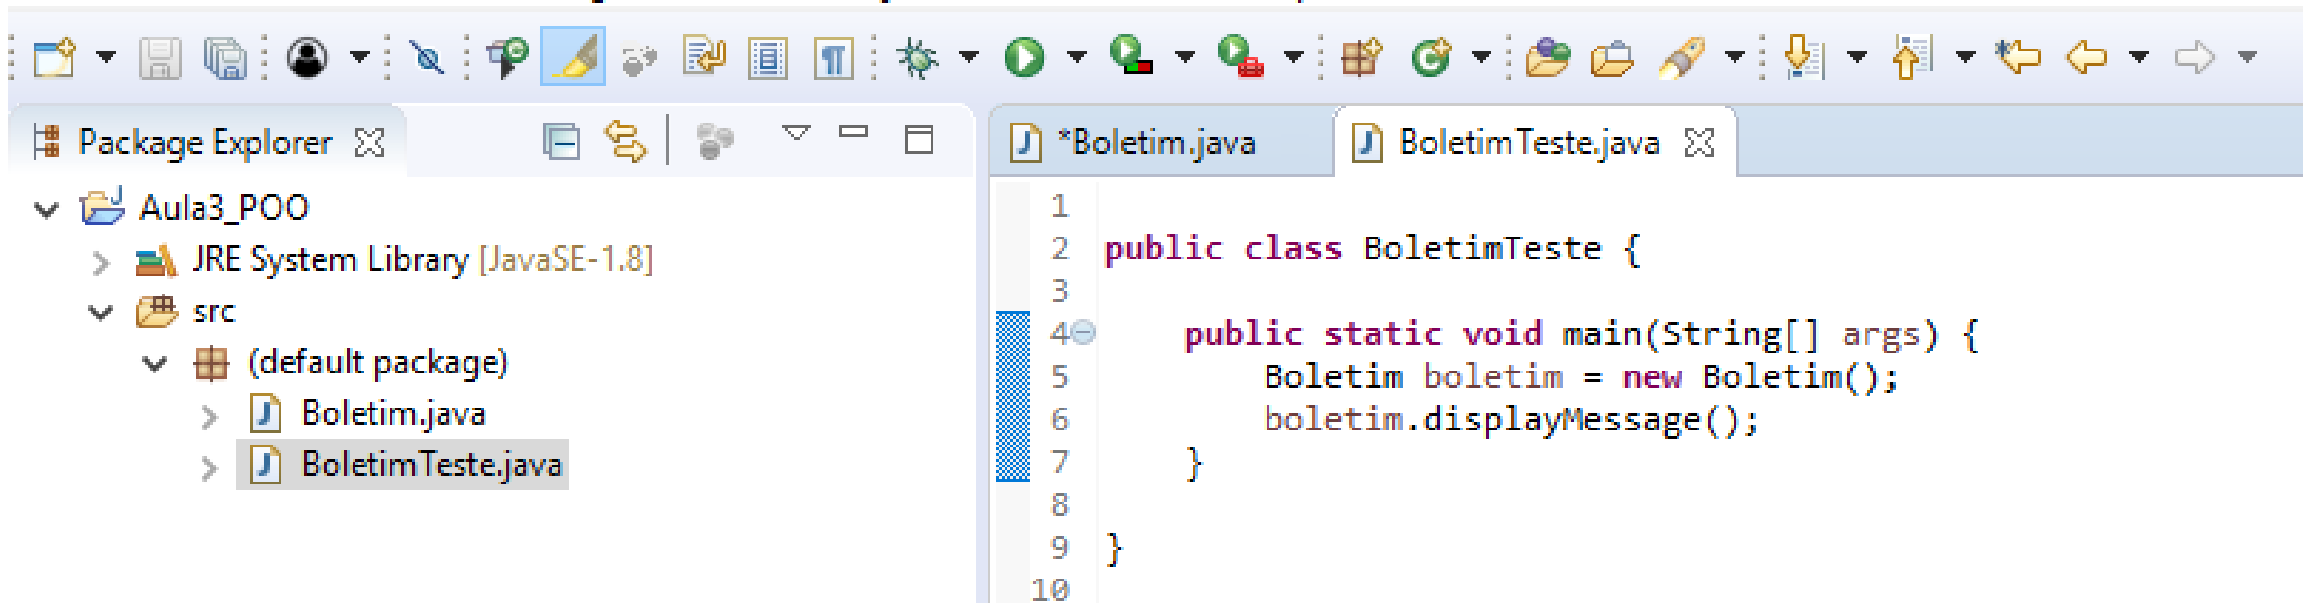 Package Explorer
Aula3_POO
JRE System Library [JavaSE-1.8]
src
(default package)
Boletim.java
BoletimTeste.java
*Boletim.java
BoletimTeste.java
1
2 public class BoletimTeste {
3
4 public static void main(String[] args) {
5 Boletim boletim = new Boletim();
6 boletim.displayMessage();
7 }
8
9 }
10